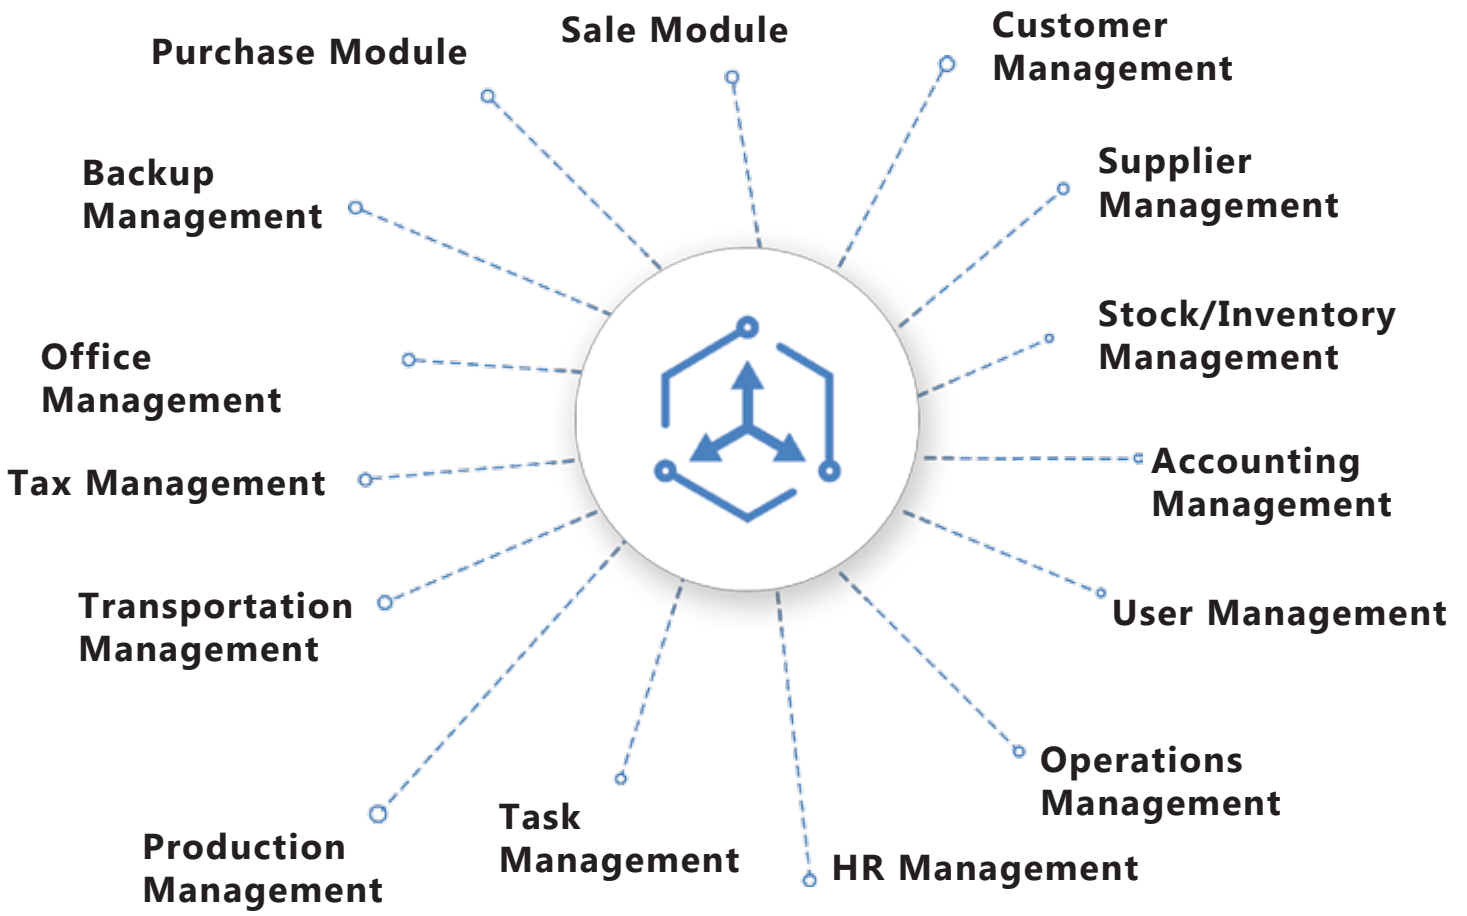 Sale Module
Customer
Management
Purchase Module
Supplier
Management
Backup
Management
Stock/Inventory
Management
Office
Management
Accounting
Management
Tax Management
User Management
Transportation
Management
Operations
Management
Task
Management
HR Management
Production
Management